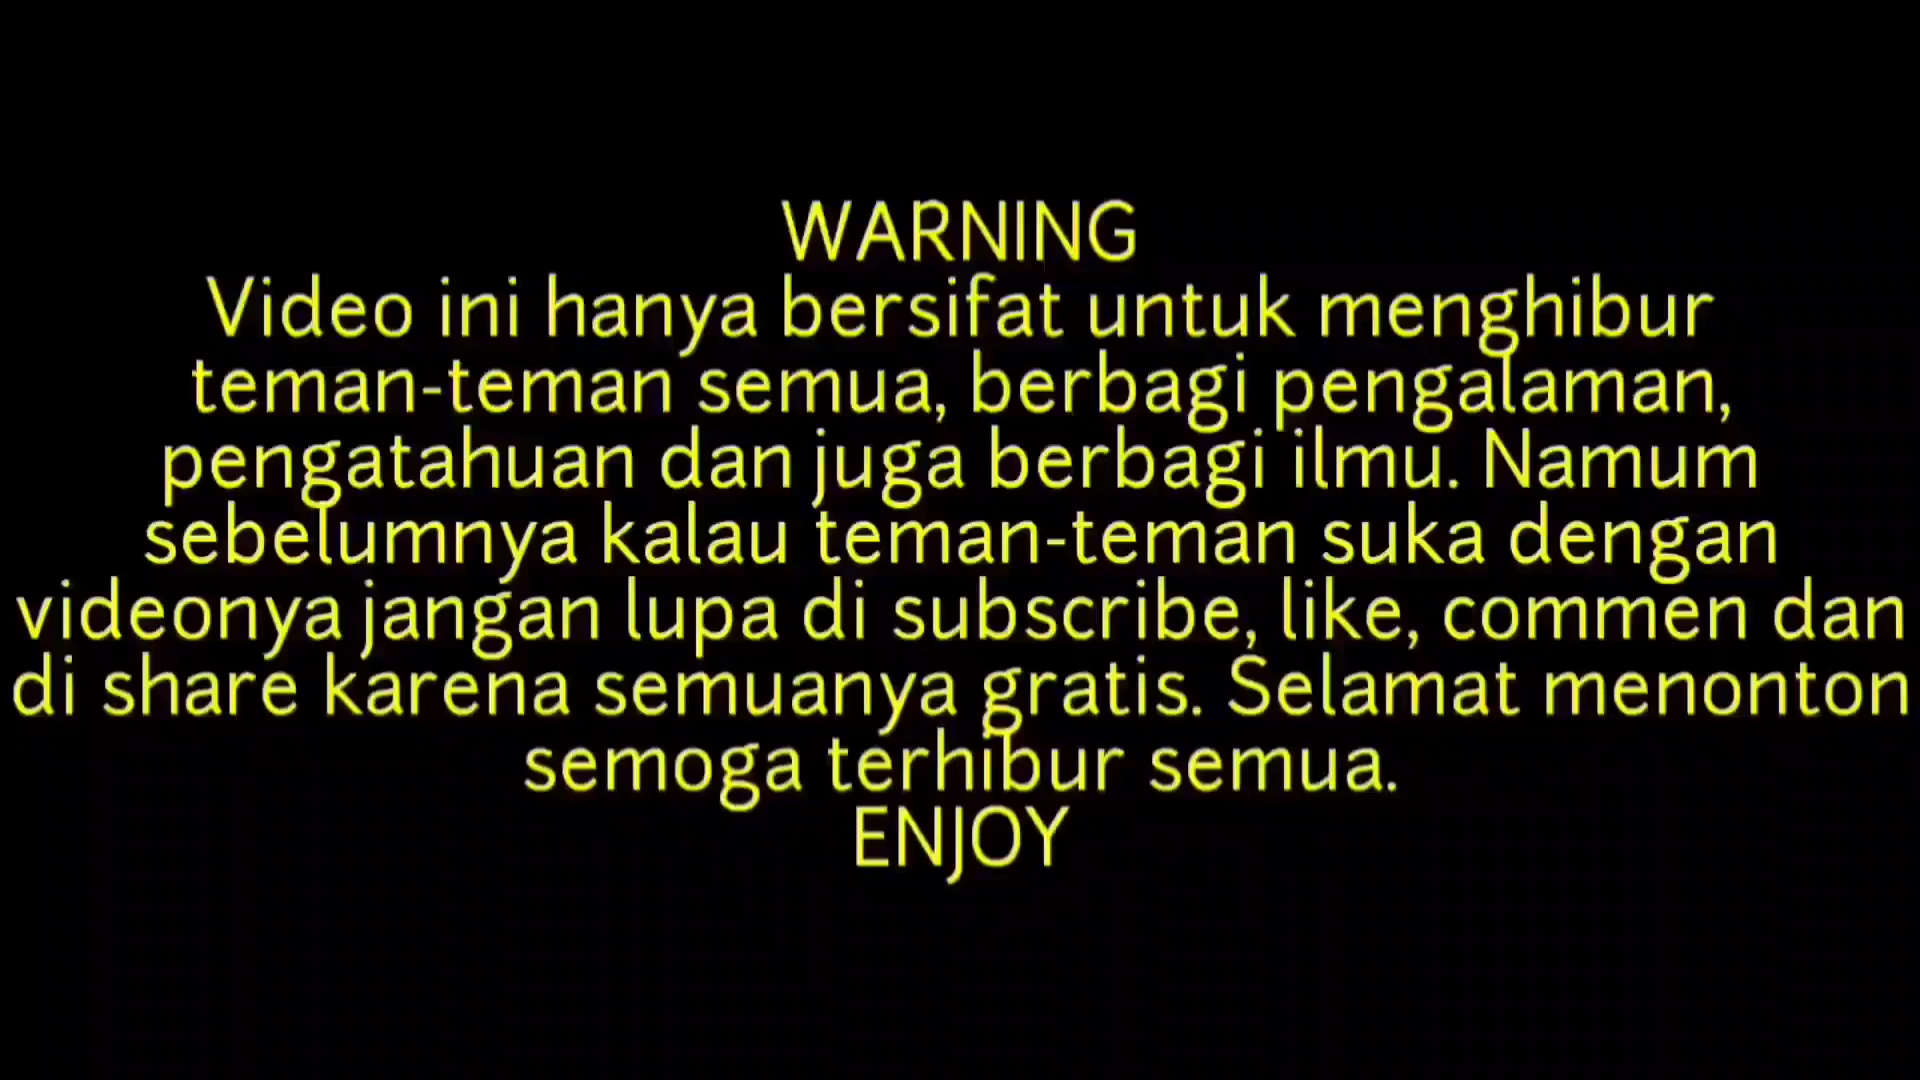 WARNING
Video ini hanya bersifat untuk menghibur
teman-teman semua, berbagi pengalaman,
pengatahuan dan juga berbagi ilmu. Namum
sebelumnya kalau teman-teman suka dengan
videonya jangan lupa di subscribe, like, commen dan
di share karena semuanya gratis. Selamat menonton
semoga terhibur semua.
ENJOY